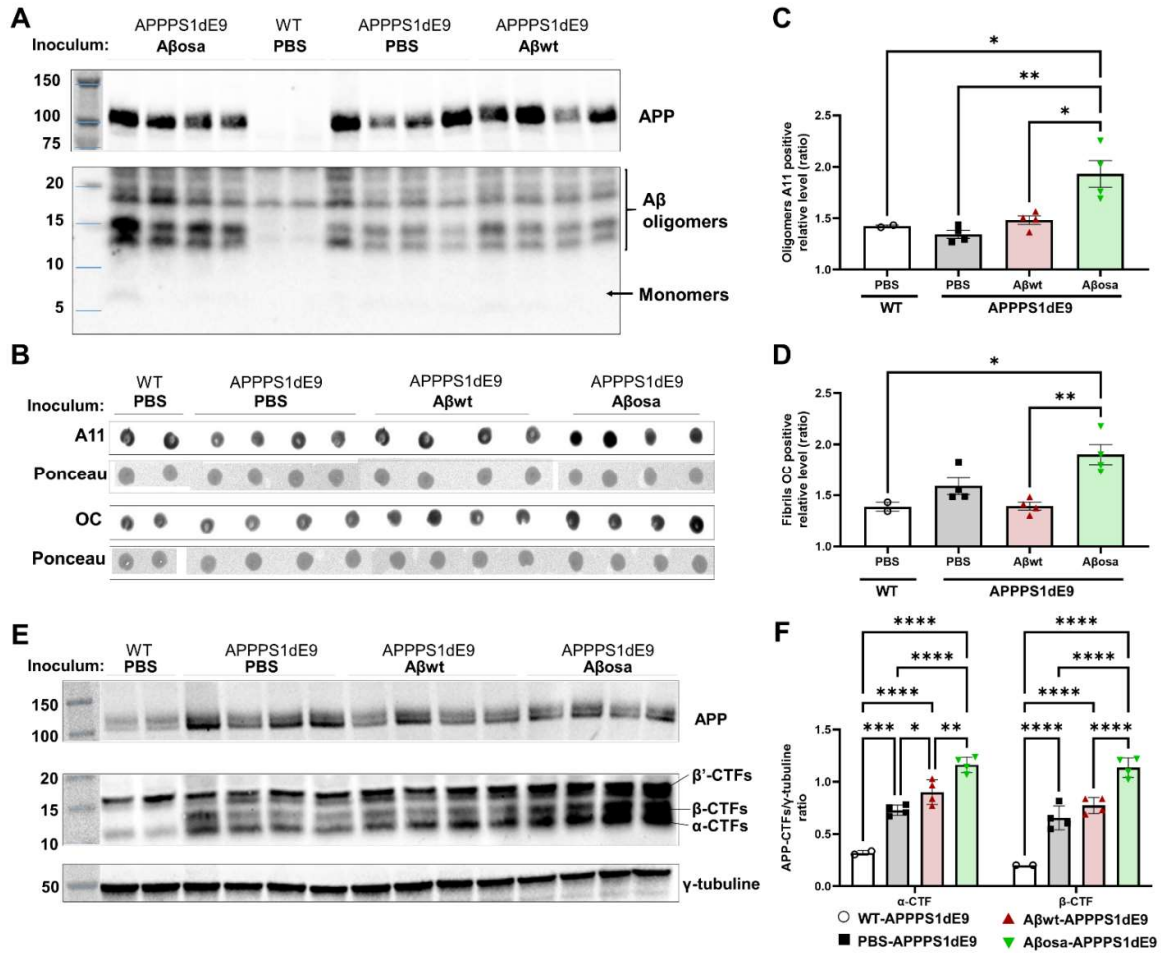 A
APPPS1dE9 WT APPPS1dE9 APPPS1dE9
Inoculum: Aβosa PBS PBS Aβwt
150
100
75
APP
20
15
10
5
Aβ
oligomers
Monomers
B
WT APPPS1dE9 APPPS1dE9 APPPS1dE9
Inoculum: PBS PBS Aβwt Aβosa
A11
Ponceau
OC
Ponceau
E
WT APPPS1dE9 APPPS1dE9 APPPS1dE9
Inoculum: PBS PBS Aβwt Aβosa
150
100
APP
20
15
10
β'-CTFs
β-CTFs
α-CTFs
50
γ-tubuline
C
*
**
*
Oligomers A11 positive
relative level (ratio)
2.5
2.0
1.5
1.0
PBS PBS Aβwt Aβosa
WT APPPS1dE9
D
*
**
Fibrils OC positive
relative level (ratio)
2.5
2.0
1.5
1.0
PBS PBS Aβwt Aβosa
WT APPPS1dE9
F
**** ****
**** ****
**** ****
*** * ** **** ****
APP-CTFs/γ-tubuline
ratio
1.5
1.0
0.5
0.0
α-CTF β-CTF
WT-APPPS1dE9 Aβwt-APPPS1dE9
PBS-APPPS1dE9 Aβosa-APPPS1dE9